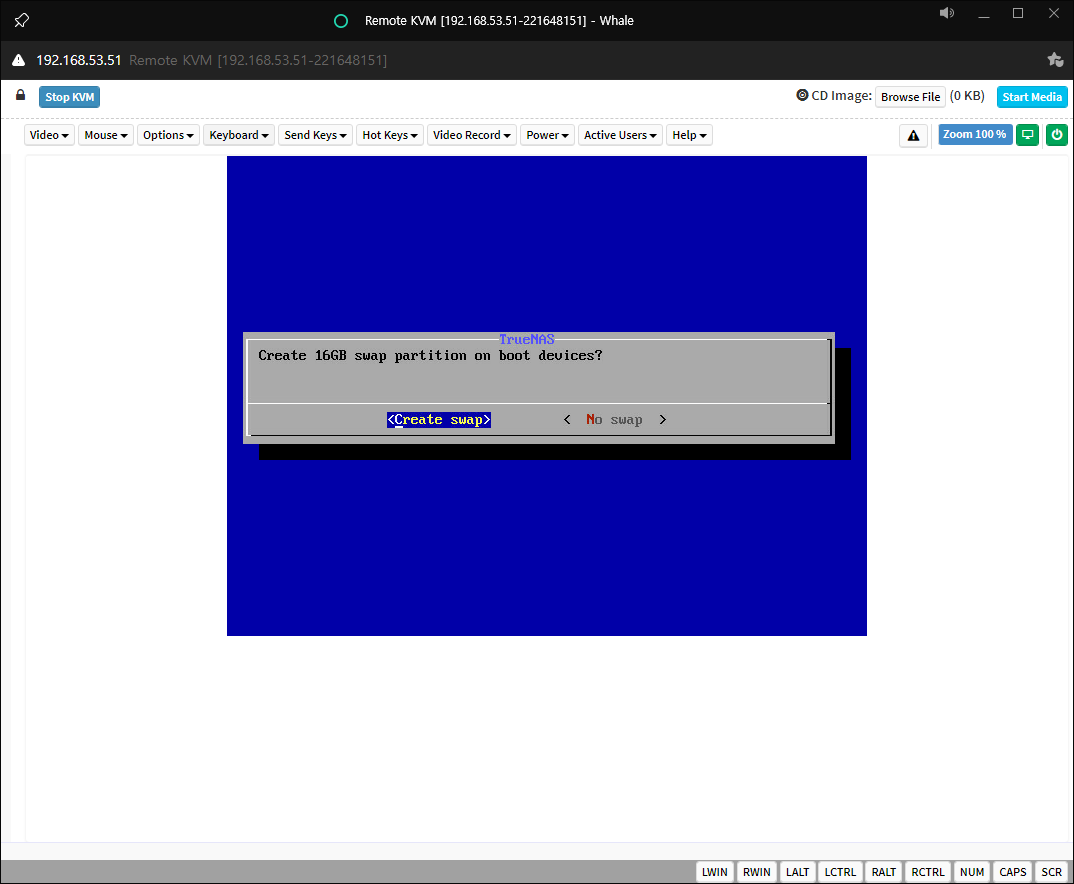 Remote KVM [192.168.53.51-221648151] - Whale
192.168.53.51 Remote KVM [192.168.53.51-221648151]
Stop KVM CD Image: Browse File (0 KB) Start Media
Video Mouse Options Keyboard Send Keys Hot Keys Video Record Power Active Users Help Zoom 100 %
TrueNAS
Create 16GB swap partition on boot devices?
<Create swap> < No swap >
LWIN RWIN LALT LCTRL RALT RCTRL NUM CAPS SCR